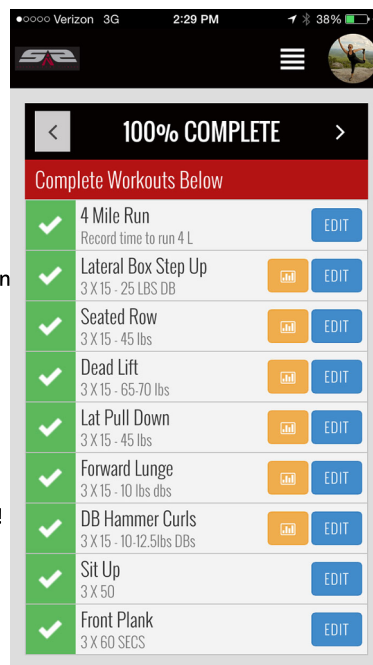 Verizon 3G 2:29 PM 38%
100% COMPLETE
Complete Workouts Below
4 Mile Run
Record time to run 4 L
EDIT
n
Lateral Box Step Up
3 X 15 - 25 LBS DB
EDIT
Seated Row
3 X 15 - 45 lbs
EDIT
Dead Lift
3 X 15 - 65-70 lbs
EDIT
Lat Pull Down
3 X 15 - 45 lbs
EDIT
Forward Lunge
3 X 15 - 10 lbs dbs
EDIT
!
DB Hammer Curls
3 X 15 - 10-12.5lbs DBs
EDIT
Sit Up
3 X 50
EDIT
Front Plank
3 X 60 SECS
EDIT